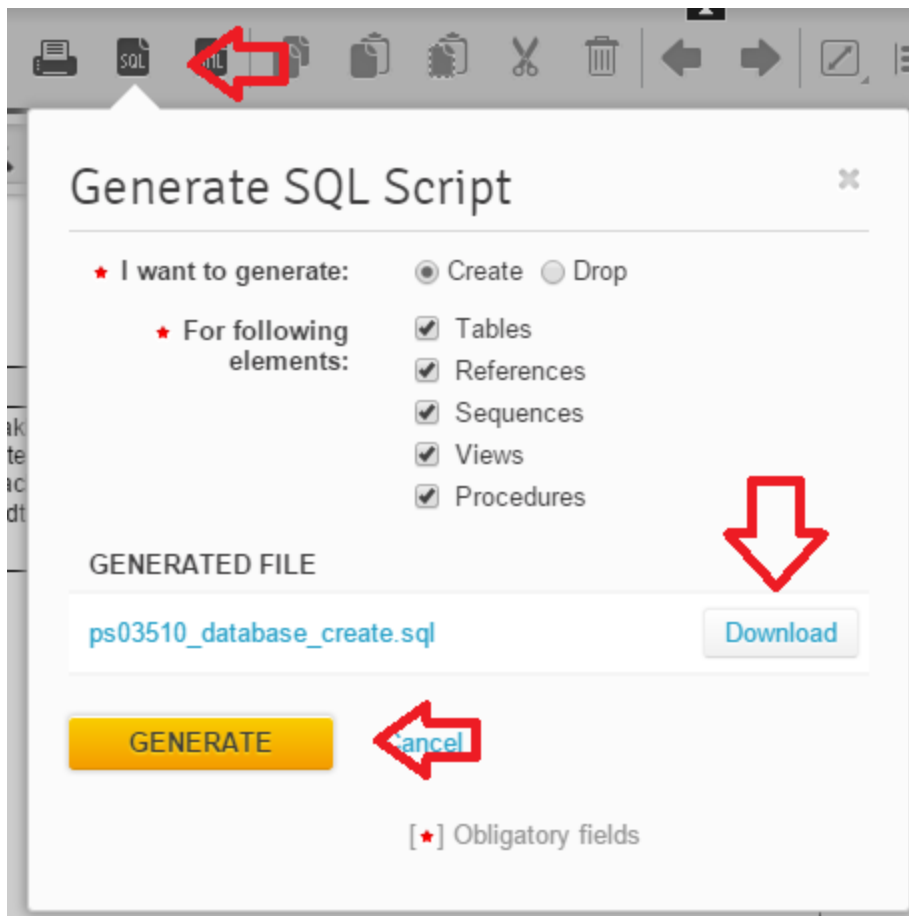 SQL
Generate SQL Script
★ I want to generate: Create Drop
★ For following elements:
Tables
References
Sequences
Views
Procedures
GENERATED FILE
ps03510_database_create.sql Download
GENERATE Cancel
[★] Obligatory fields